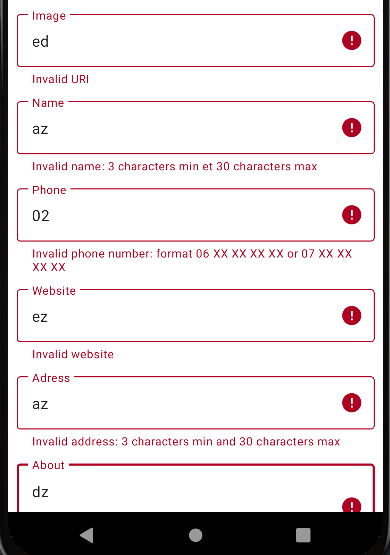 Image
ed
Invalid URI
Name
az
Invalid name: 3 characters min et 30 characters max
Phone
02
Invalid phone number: format 06 XX XX XX XX or 07 XX XX
XX XX
Website
ez
Invalid website
Adress
az
Invalid address: 3 characters min and 30 characters max
About
dz